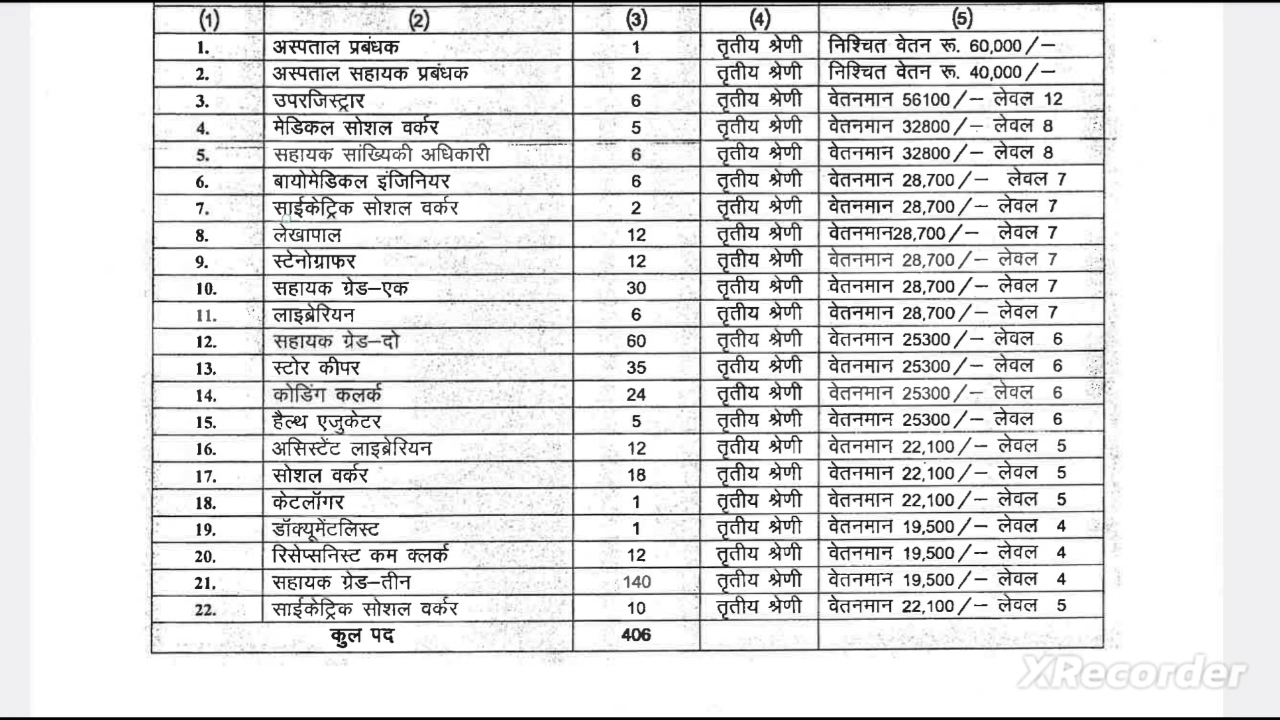 (1) (2) (3) (4) (5)
1. अस्पताल प्रबंधक 1 तृतीय श्रेणी निश्चित वेतन रू. 60,000/–
2. अस्पताल सहायक प्रबंधक 2 तृतीय श्रेणी निश्चित वेतन रू. 40,000/–
3. उपरजिस्ट्रार 6 तृतीय श्रेणी वेतनमान 56100/– लेवल 12
4. मेडिकल सोशल वर्कर 5 तृतीय श्रेणी वेतनमान 32800/– लेवल 8
5. सहायक सांख्यिकी अधिकारी 6 तृतीय श्रेणी वेतनमान 32800/– लेवल 8
6. बायोमेडिकल इंजिनियर 6 तृतीय श्रेणी वेतनमान 28,700/– लेवल 7
7. साईकेट्रिक सोशल वर्कर 2 तृतीय श्रेणी वेतनमान 28,700/– लेवल 7
8. लेखापाल 12 तृतीय श्रेणी वेतनमान28,700/– लेवल 7
9. स्टेनोग्राफर 12 तृतीय श्रेणी वेतनमान 28,700/– लेवल 7
10. सहायक ग्रेड–एक 30 तृतीय श्रेणी वेतनमान 28,700/– लेवल 7
11. लाइब्रेरियन 6 तृतीय श्रेणी वेतनमान 28,700/– लेवल 7
12. सहायक ग्रेड–दो 60 तृतीय श्रेणी वेतनमान 25300/– लेवल 6
13. स्टोर कीपर 35 तृतीय श्रेणी वेतनमान 25300/– लेवल 6
14. कोडिंग कलर्क 24 तृतीय श्रेणी वेतनमान 25300/– लेवल 6
15. हैल्थ एजुकेटर 5 तृतीय श्रेणी वेतनमान 25300/– लेवल 6
16. असिस्टेंट लाइब्रेरियन 12 तृतीय श्रेणी वेतनमान 22,100/– लेवल 5
17. सोशल वर्कर 18 तृतीय श्रेणी वेतनमान 22,100/– लेवल 5
18. केटलॉगर 1 तृतीय श्रेणी वेतनमान 22,100/– लेवल 5
19. डॉक्यूमेंटलिस्ट 1 तृतीय श्रेणी वेतनमान 19,500/– लेवल 4
20. रिसेप्सनिस्ट कम क्लर्क 12 तृतीय श्रेणी वेतनमान 19,500/– लेवल 4
21. सहायक ग्रेड–तीन 140 तृतीय श्रेणी वेतनमान 19,500/– लेवल 4
22. साईकेट्रिक सोशल वर्कर 10 तृतीय श्रेणी वेतनमान 22,100/– लेवल 5
कुल पद 406
XRecorder